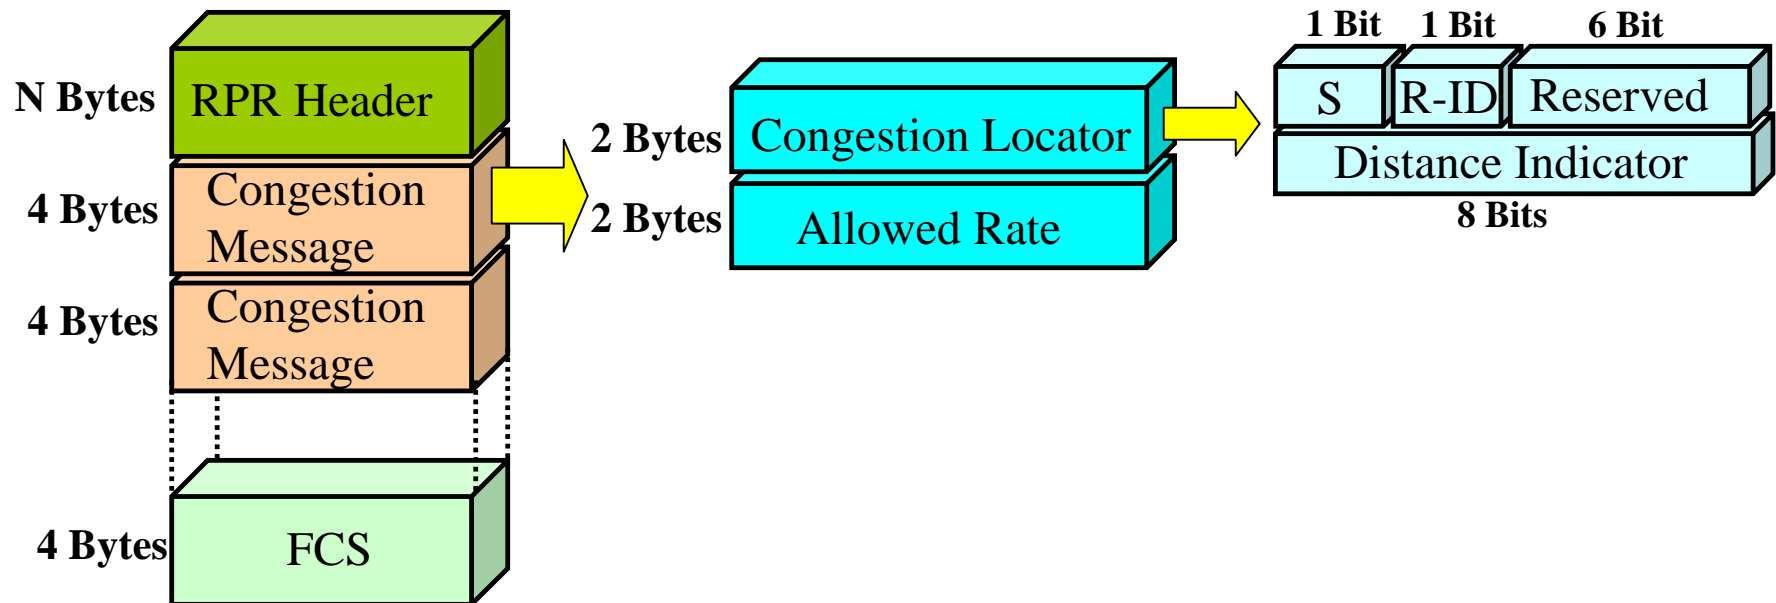 N Bytes
RPR Header
4 Bytes
Congestion
Message
4 Bytes
Congestion
Message
4 Bytes
FCS
2 Bytes
Congestion Locator
2 Bytes
Allowed Rate
1 Bit
1 Bit
6 Bit
S
R-ID
Reserved
Distance Indicator
8 Bits